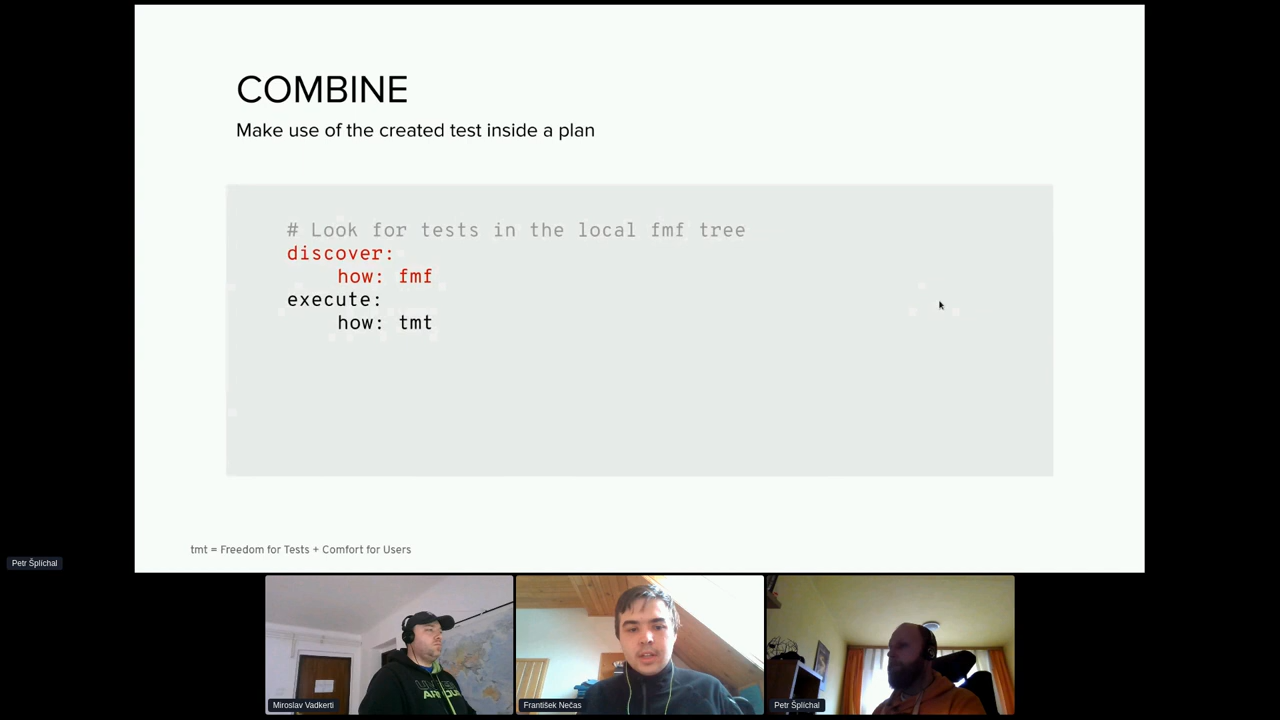 COMBINE
Make use of the created test inside a plan
# Look for tests in the local fmf tree
discover:
how: fmf
execute:
how: tmt
tmt = Freedom for Tests + Comfort for Users
Petr Šplíchal
Miroslav Vadkerti
František Nečas
Petr Šplíchal